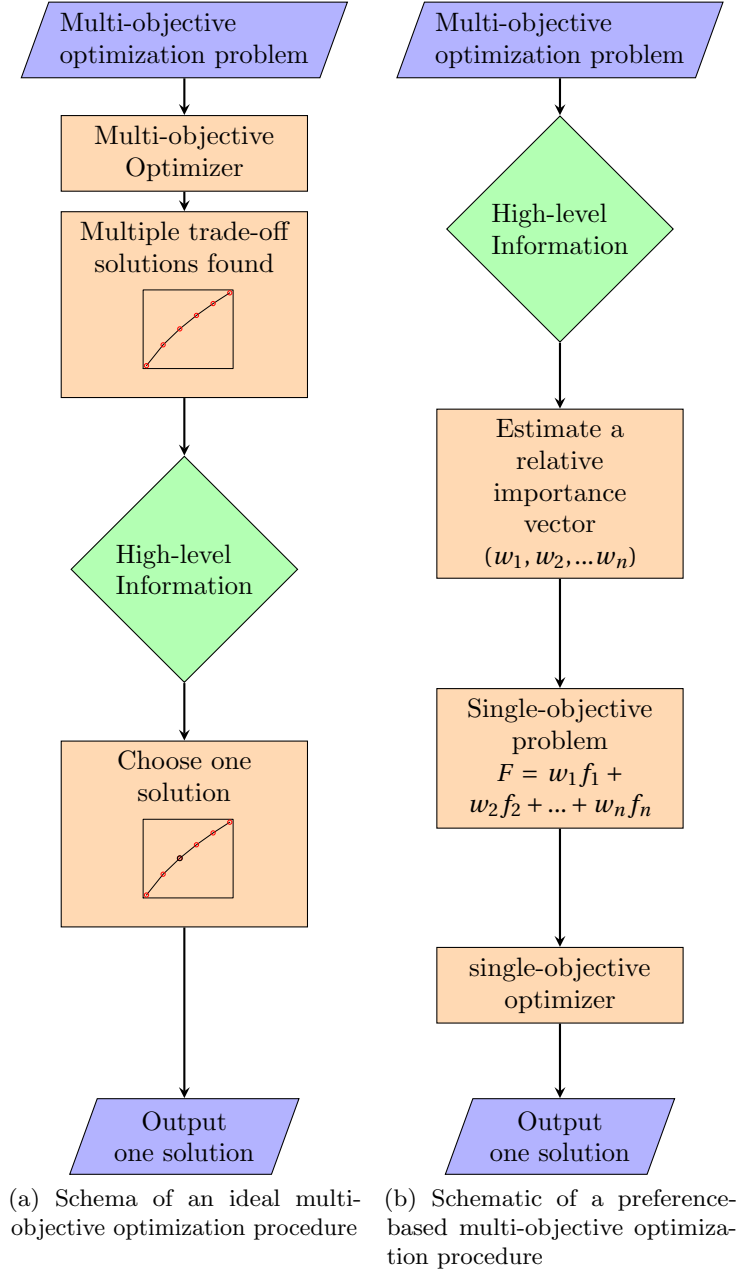 Multi-objective
optimization problem
Multi-objective
Optimizer
Multiple trade-off
solutions found
High-level
Information
Choose one
solution
Output
one solution
(a) Schema of an ideal multi-
objective optimization procedure
Multi-objective
optimization problem
High-level
Information
Estimate a
relative
importance
vector
(w₁, w₂, ... wₙ)
Single-objective
problem
F = w₁f₁ +
w₂f₂ + ... + wₙfₙ
single-objective
optimizer
Output
one solution
(b) Schematic of a preference-
based multi-objective optimiza-
tion procedure